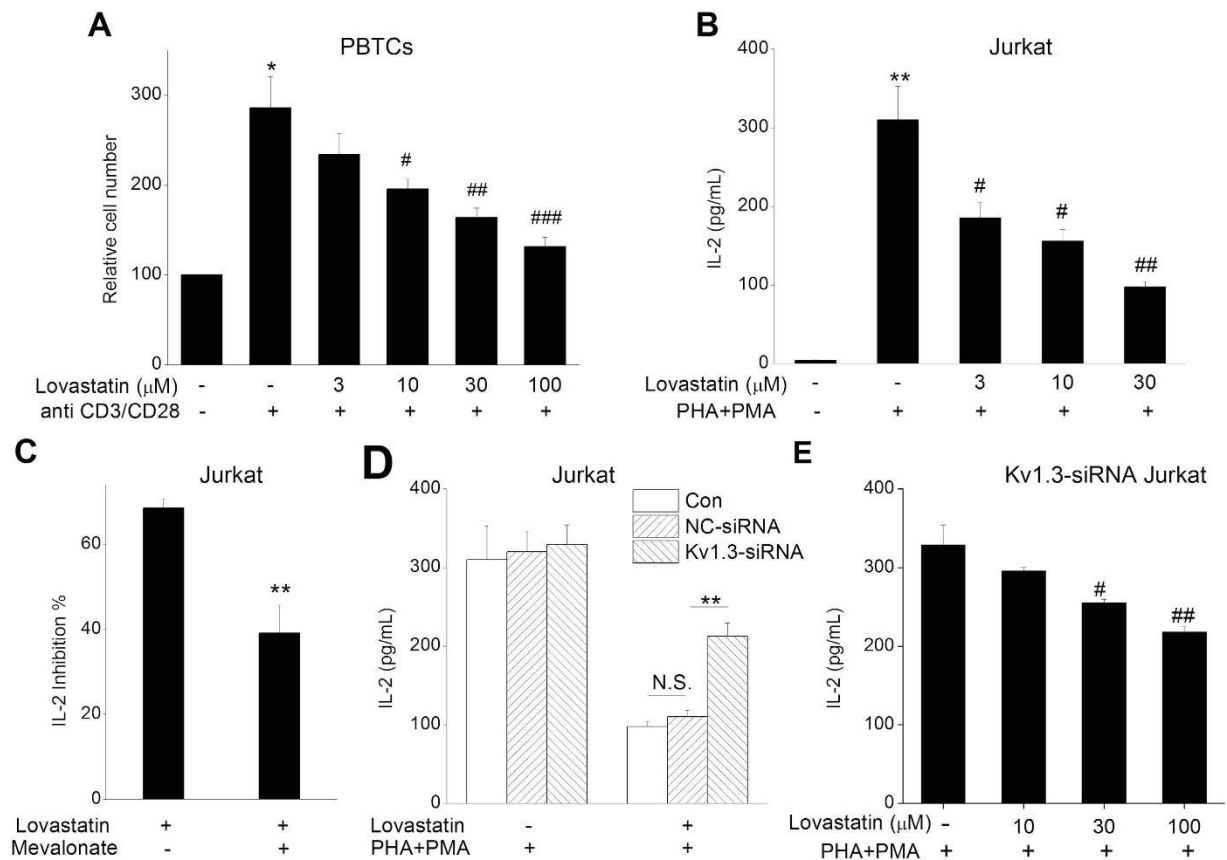 A
PBTCs
Relative cell number
300
200
100
0
* # ## ###
Lovastatin (μM) - - 3 10 30 100
anti CD3/CD28 - + + + + +
B
Jurkat
IL-2 (pg/mL)
400
300
200
100
0
** # # ##
Lovastatin (μM) - - 3 10 30
PHA+PMA - + + + +
C
Jurkat
IL-2 Inhibition %
60
40
20
0
**
Lovastatin + +
Mevalonate - +
D
Jurkat
IL-2 (pg/mL)
400
300
200
100
0
Con
NC-siRNA
Kv1.3-siRNA
**
N.S.
Lovastatin - +
PHA+PMA + +
E
Kv1.3-siRNA Jurkat
IL-2 (pg/mL)
400
300
200
100
0
# ##
Lovastatin (μM) - 10 30 100
PHA+PMA + + + +